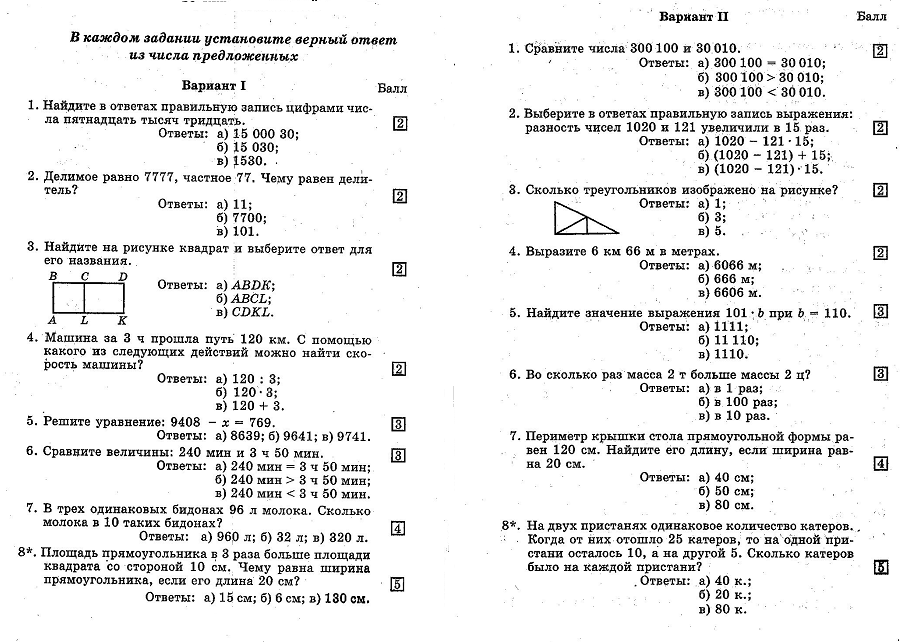 В каждом задании установите верный ответ
из числа предложенных
Вариант I Балл
1. Найдите в ответах правильную запись цифрами чис-
ла пятнадцать тысяч тридцать.
2
Ответы: а) 15 000 30;
б) 15 030;
в) 1530.
2. Делимое равно 7777, частное 77. Чему равен дели-
тель?
2
Ответы: а) 11;
б) 7700;
в) 101.
3. Найдите на рисунке квадрат и выберите ответ для
его названия.
2
B C D
Ответы: а) ABDK;
б) ABCL;
в) CDKL.
A L K
4. Машина за 3 ч прошла путь 120 км. С помощью
какого из следующих действий можно найти ско-
рость машины?
2
Ответы: а) 120 : 3;
б) 120 · 3;
в) 120 + 3.
5. Решите уравнение: 9408 – x = 769.
3
Ответы: а) 8639; б) 9641; в) 9741.
6. Сравните величины: 240 мин и 3 ч 50 мин.
3
Ответы: а) 240 мин = 3 ч 50 мин;
б) 240 мин > 3 ч 50 мин;
в) 240 мин < 3 ч 50 мин.
7. В трех одинаковых бидонах 96 л молока. Сколько
молока в 10 таких бидонах?
4
Ответы: а) 960 л; б) 32 л; в) 320 л.
8*. Площадь прямоугольника в 3 раза больше площади
квадрата со стороной 10 см. Чему равна ширина
прямоугольника, если его длина 20 см?
5
Ответы: а) 15 см; б) 6 см; в) 130 см.
Вариант II Балл
1. Сравните числа 300 100 и 30 010.
2
Ответы: а) 300 100 = 30 010;
б) 300 100 > 30 010;
в) 300 100 < 30 010.
2. Выберите в ответах правильную запись выражения:
разность чисел 1020 и 121 увеличили в 15 раз.
2
Ответы: а) 1020 – 121 · 15;
б) (1020 – 121) + 15;
в) (1020 – 121) · 15.
3. Сколько треугольников изображено на рисунке?
2
Ответы: а) 1;
б) 3;
в) 5.
4. Выразите 6 км 66 м в метрах.
2
Ответы: а) 6066 м;
б) 666 м;
в) 6606 м.
5. Найдите значение выражения 101 · b при b = 110.
3
Ответы: а) 1111;
б) 11 110;
в) 1110.
6. Во сколько раз масса 2 т больше массы 2 ц?
3
Ответы: а) в 1 раз;
б) в 100 раз;
в) в 10 раз.
7. Периметр крышки стола прямоугольной формы ра-
вен 120 см. Найдите его длину, если ширина рав-
на 20 см.
4
Ответы: а) 40 см;
б) 50 см;
в) 80 см.
8*. На двух пристанях одинаковое количество катеров.
Когда от них отошло 25 катеров, то на одной при-
стани осталось 10, а на другой 5. Сколько катеров
было на каждой пристани?
5
Ответы: а) 40 к.;
б) 20 к.;
в) 80 к.